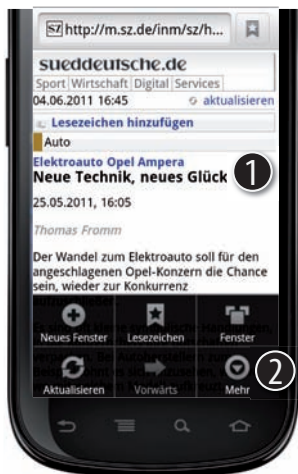 SZ http://m.sz.de/inm/sz/h...
sueddeutsche.de
Sport Wirtschaft Digital Services
04.06.2011 16:45 aktualisieren
Lesezeichen hinzufügen
Auto
Elektroauto Opel Ampera
Neue Technik, neues Glück
1
25.05.2011, 16:05
Thomas Fromm
Der Wandel zum Elektroauto soll für den
angeschlagenen Opel-Konzern die Chance
sein, wieder zur Konkurrenz
Neues Fenster Lesezeichen Fenster
Aktualisieren Vorwärts Mehr
2